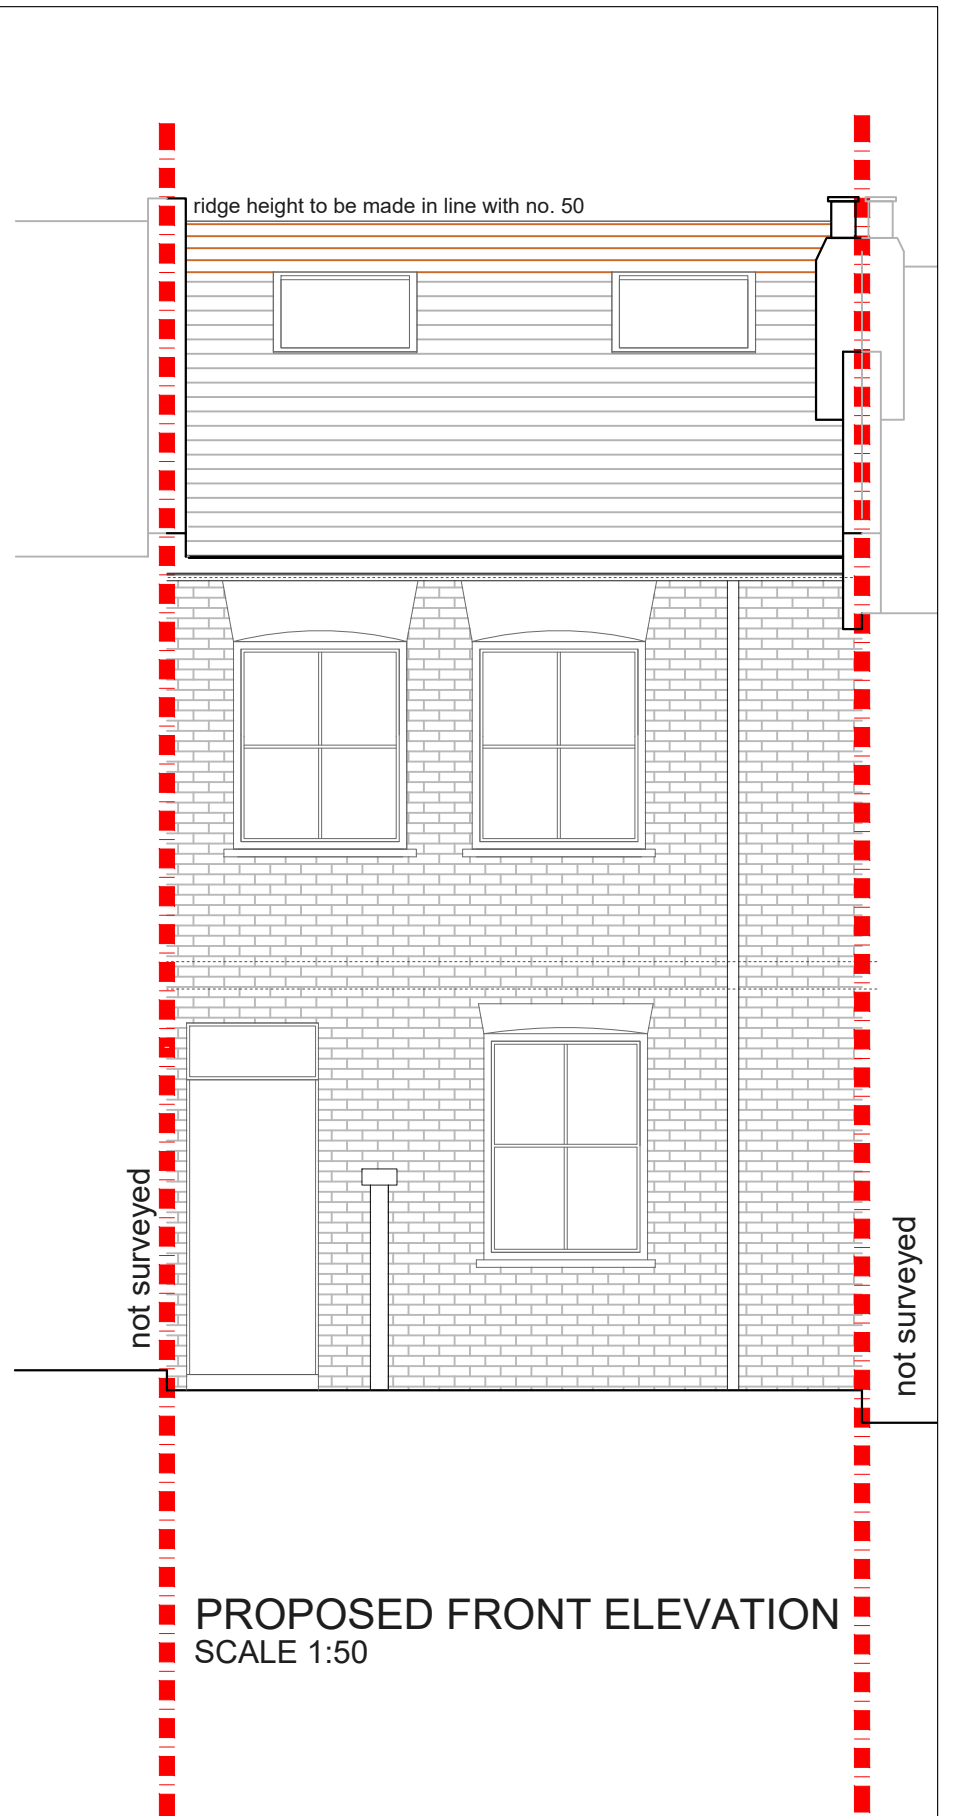 ridge height to be made in line with no. 50
not surveyed
not surveyed
PROPOSED FRONT ELEVATION
SCALE 1:50